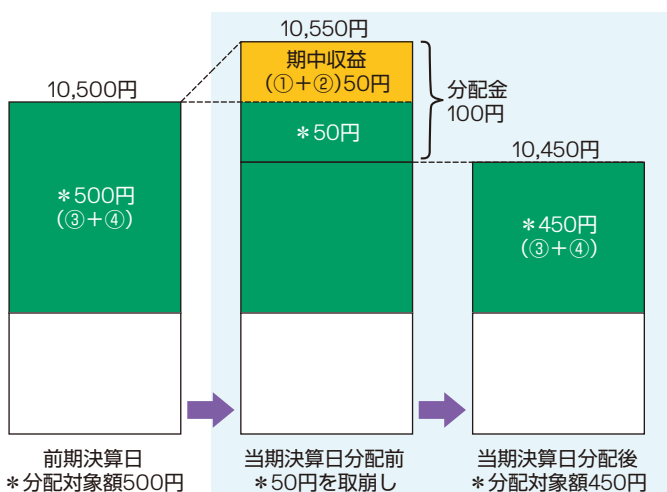 10,500円
＊500円
（③＋④）
前期決算日
＊分配対象額500円
10,550円
期中収益
（①＋②）50円
＊50円
分配金
100円
当期決算日分配前
＊50円を取崩し
10,450円
＊450円
（③＋④）
当期決算日分配後
＊分配対象額450円